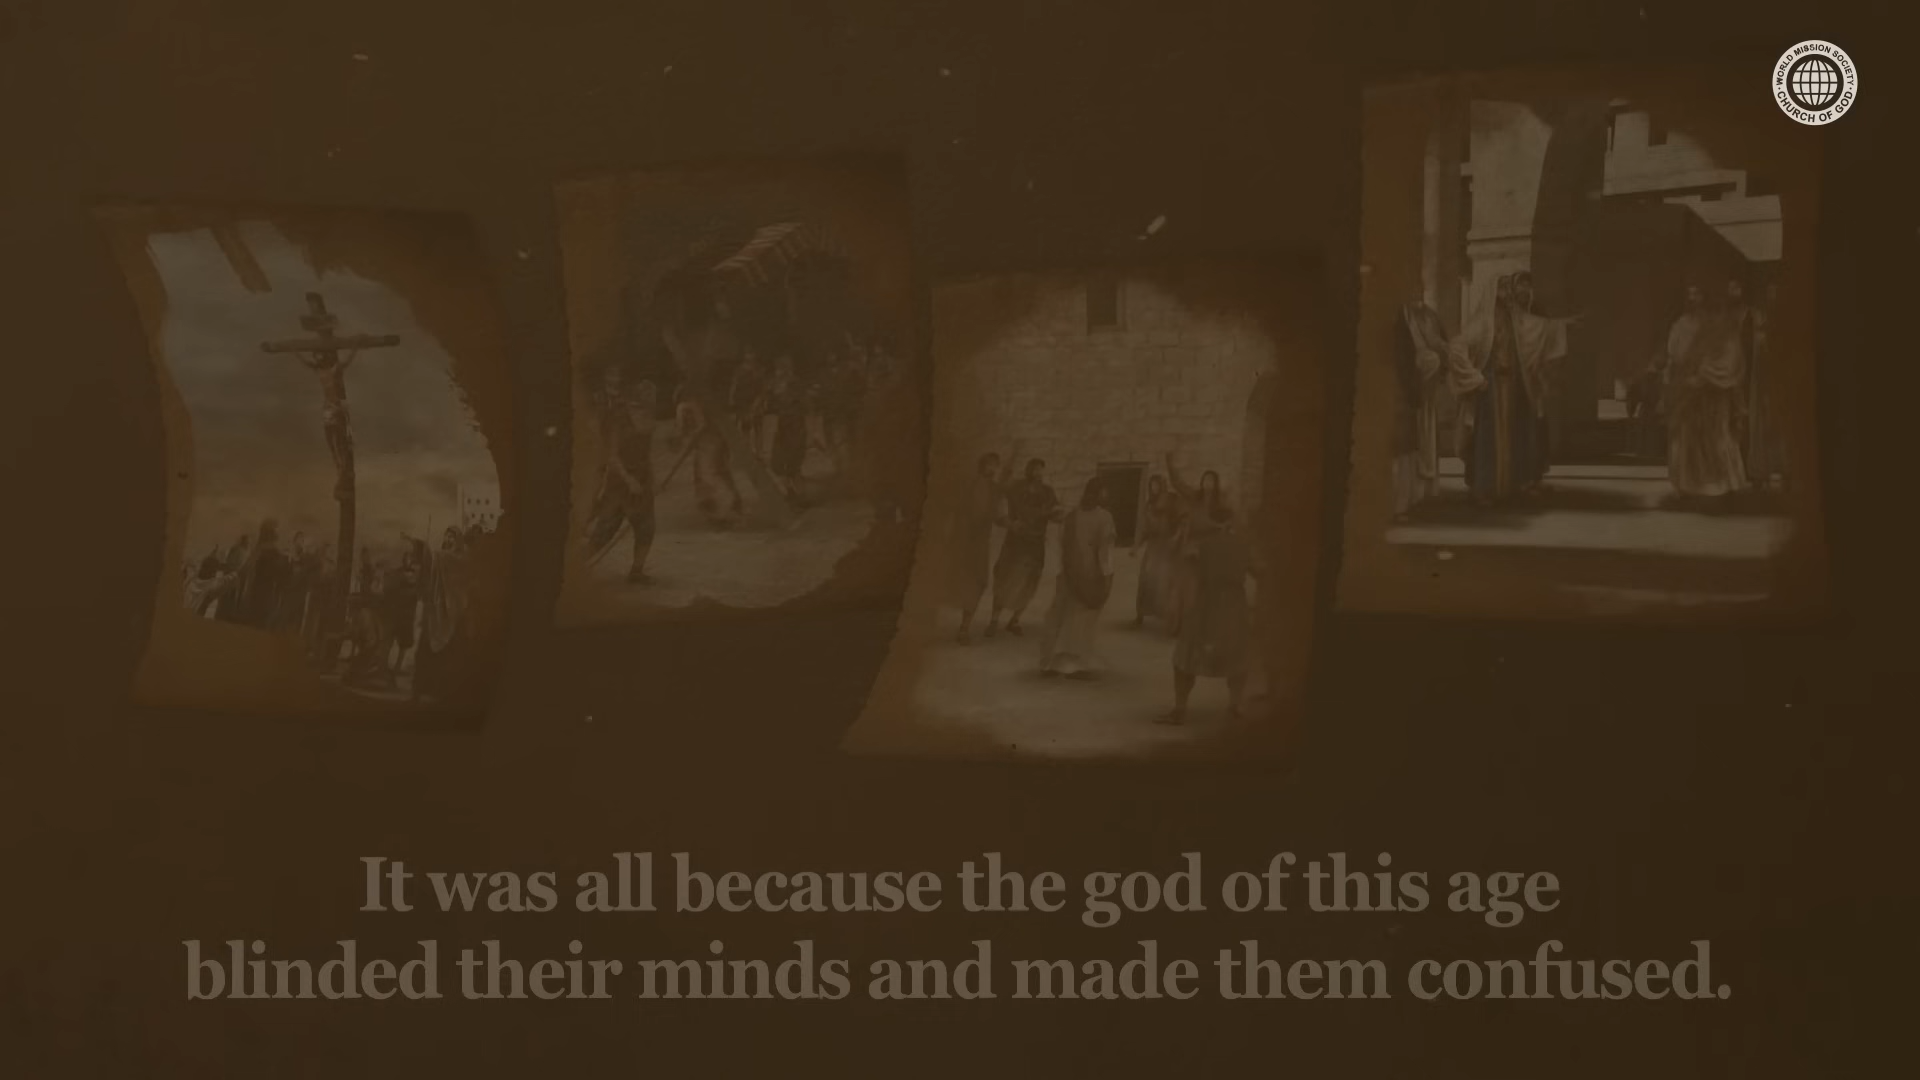 WORLD MISSION SOCIETY
CHURCH OF GOD
It was all because the god of this age
blinded their minds and made them confused.